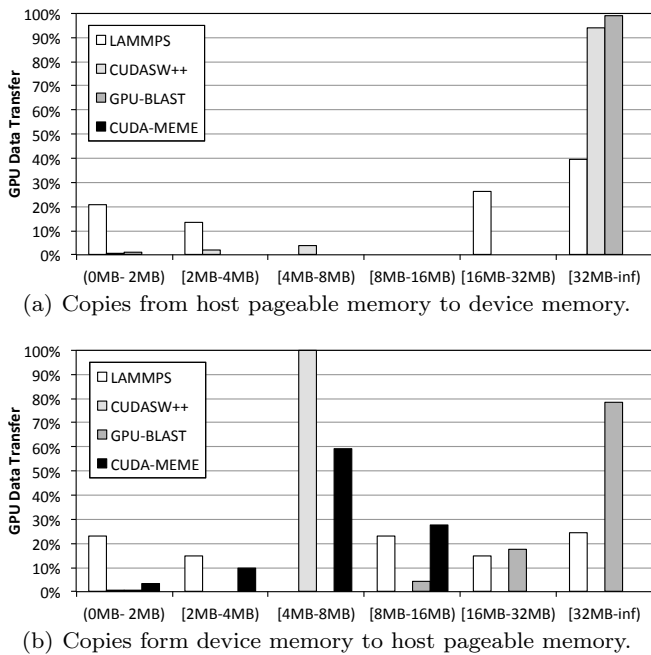 100%
90%
80%
70%
60%
50%
40%
30%
20%
10%
0%
GPU Data Transfer
LAMMPS
CUDASW++
GPU-BLAST
CUDA-MEME
(0MB- 2MB) [2MB-4MB) [4MB-8MB) [8MB-16MB) [16MB-32MB) [32MB-inf)
(a) Copies from host pageable memory to device memory.
100%
90%
80%
70%
60%
50%
40%
30%
20%
10%
0%
GPU Data Transfer
LAMMPS
CUDASW++
GPU-BLAST
CUDA-MEME
(0MB- 2MB) [2MB-4MB) [4MB-8MB) [8MB-16MB) [16MB-32MB) [32MB-inf)
(b) Copies form device memory to host pageable memory.